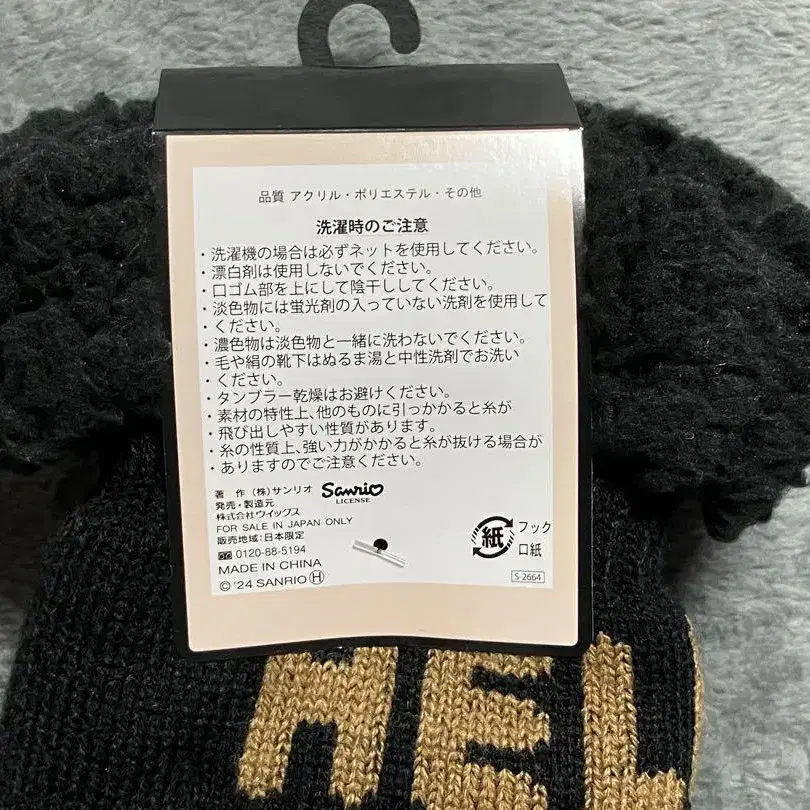 品質 アクリル・ポリエステル・その他
洗濯時のご注意
・洗濯機の場合は必ずネットを使用してください。
・漂白剤は使用しないでください。
・口ゴム部を上にして陰干ししてください。
・淡色物には蛍光剤の入っていない洗剤を使用して
・ください。
・濃色物は淡色物と一緒に洗わないでください。
・毛や絹の靴下はぬるま湯と中性洗剤でお洗い
・ください。
・タンブラー乾燥はお避けください。
・素材の特性上、他のものに引っかかると糸が
・飛び出しやすい性質があります。
・糸の性質上、強い力がかかると糸が抜ける場合が
・ありますのでご注意ください。
著 作 (株)サンリオ Sanrio LICENSE
発売・製造元
株式会社ウイックス
FOR SALE IN JAPAN ONLY
販売地域:日本限定
0120-88-5194
MADE IN CHINA
©'24 SANRIO Ⓗ
紙 フック
口紙
S-2664
HEL